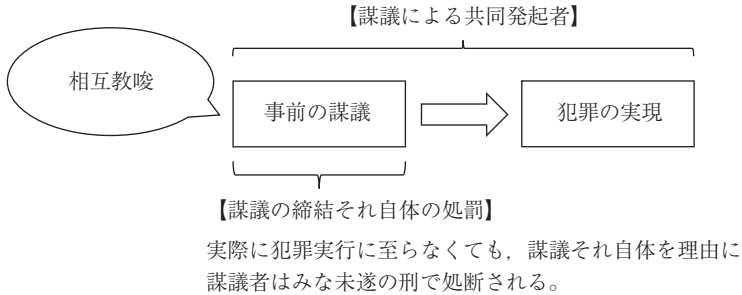 【謀議による共同発起者】
相互教唆
事前の謀議
犯罪の実現
【謀議の締結それ自体の処罰】
実際に犯罪実行に至らなくても，謀議それ自体を理由に
謀議者はみな未遂の刑で処断される。